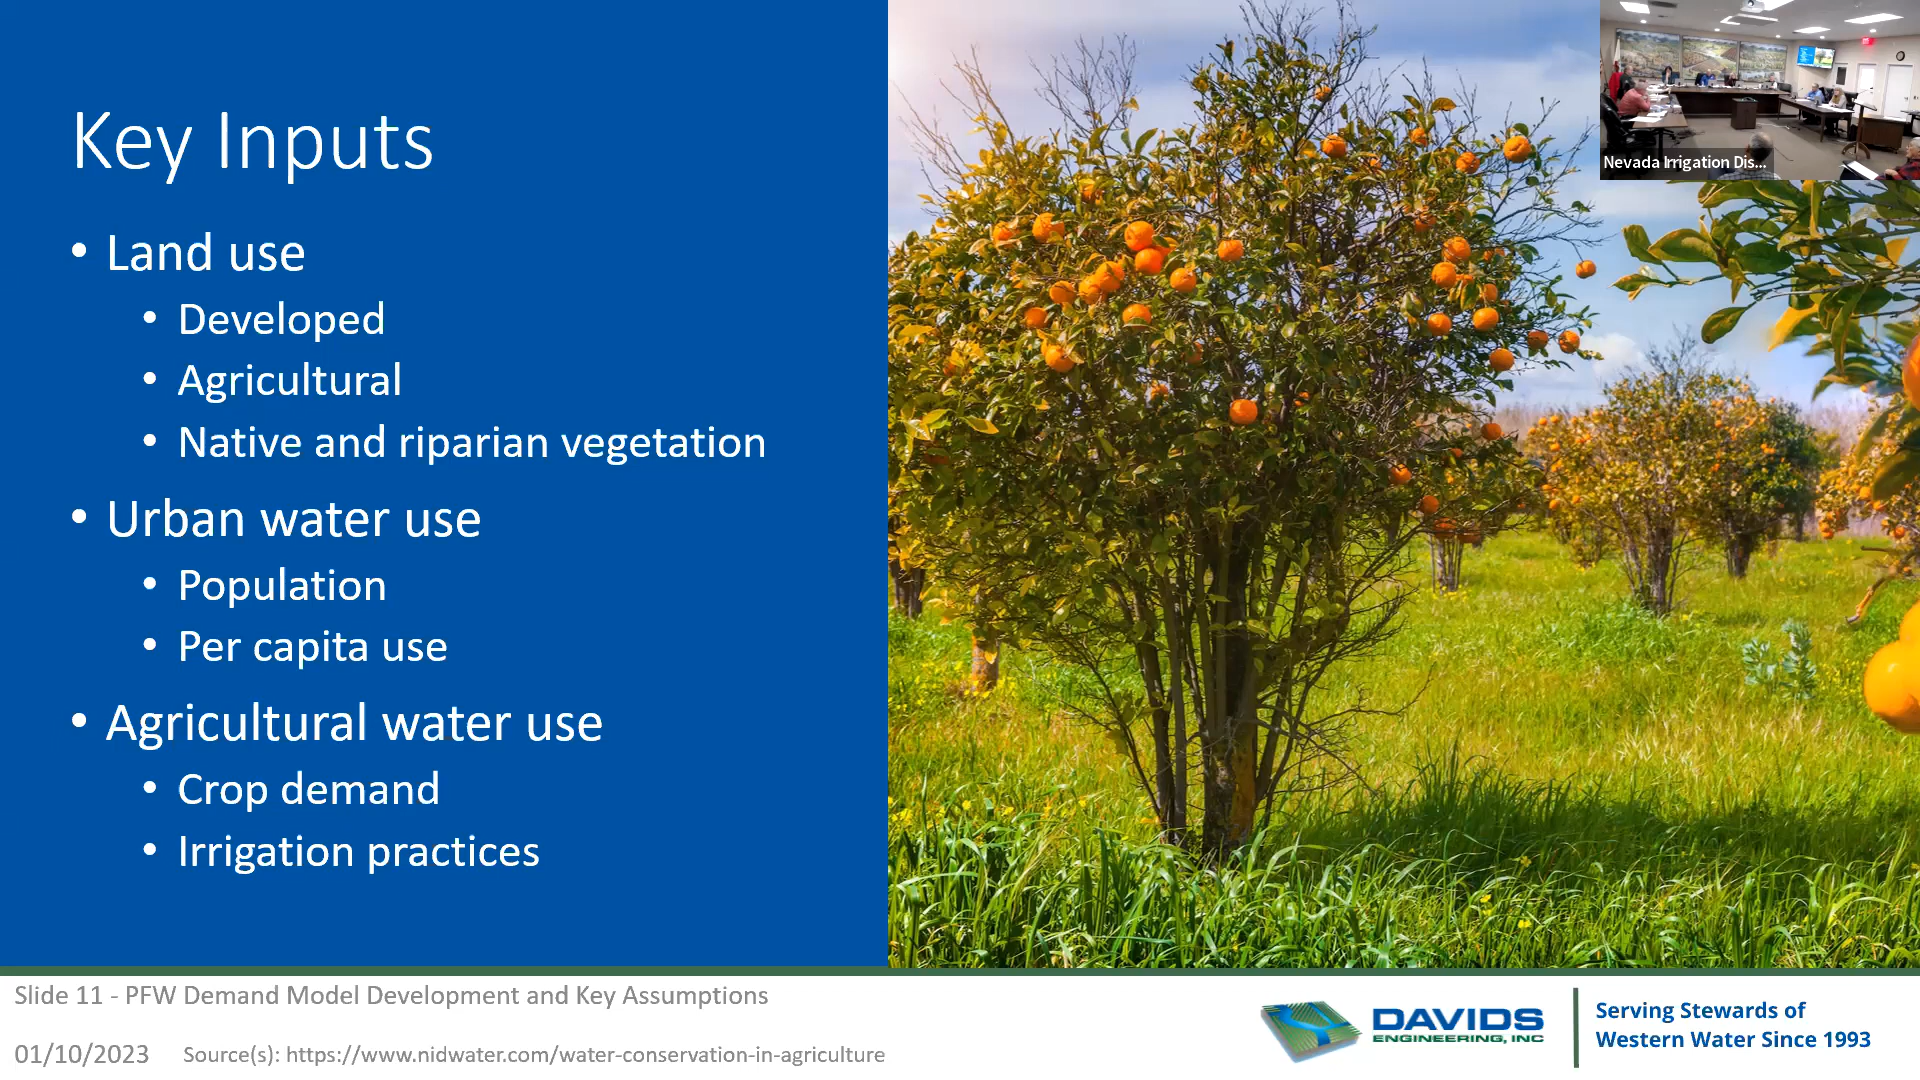 Key Inputs
• Land use
• Developed
• Agricultural
• Native and riparian vegetation
• Urban water use
• Population
• Per capita use
• Agricultural water use
• Crop demand
• Irrigation practices
Nevada Irrigation Dis...
Slide 11 - PFW Demand Model Development and Key Assumptions
01/10/2023 Source(s): https://www.nidwater.com/water-conservation-in-agriculture
DAVIDS
ENGINEERING, INC
Serving Stewards of
Western Water Since 1993